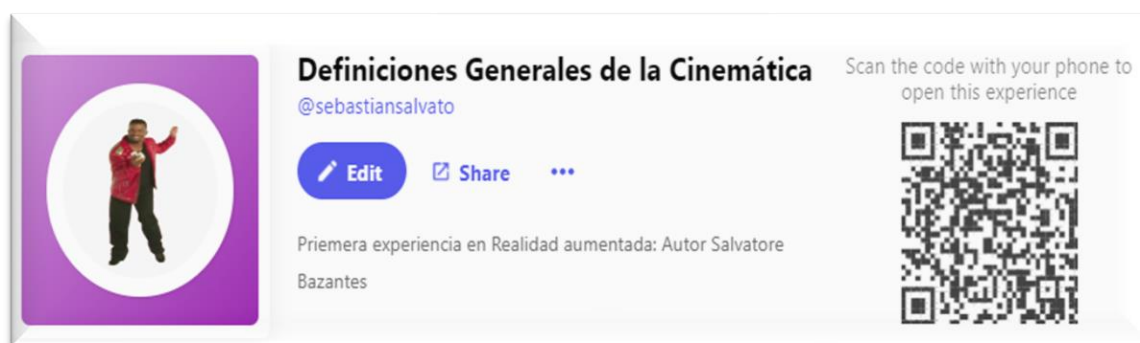 Definiciones Generales de la Cinemática
@sebastiansalvato
Edit
Share
Priemera experiencia en Realidad aumentada: Autor Salvatore
Bazantes
Scan the code with your phone to
open this experience